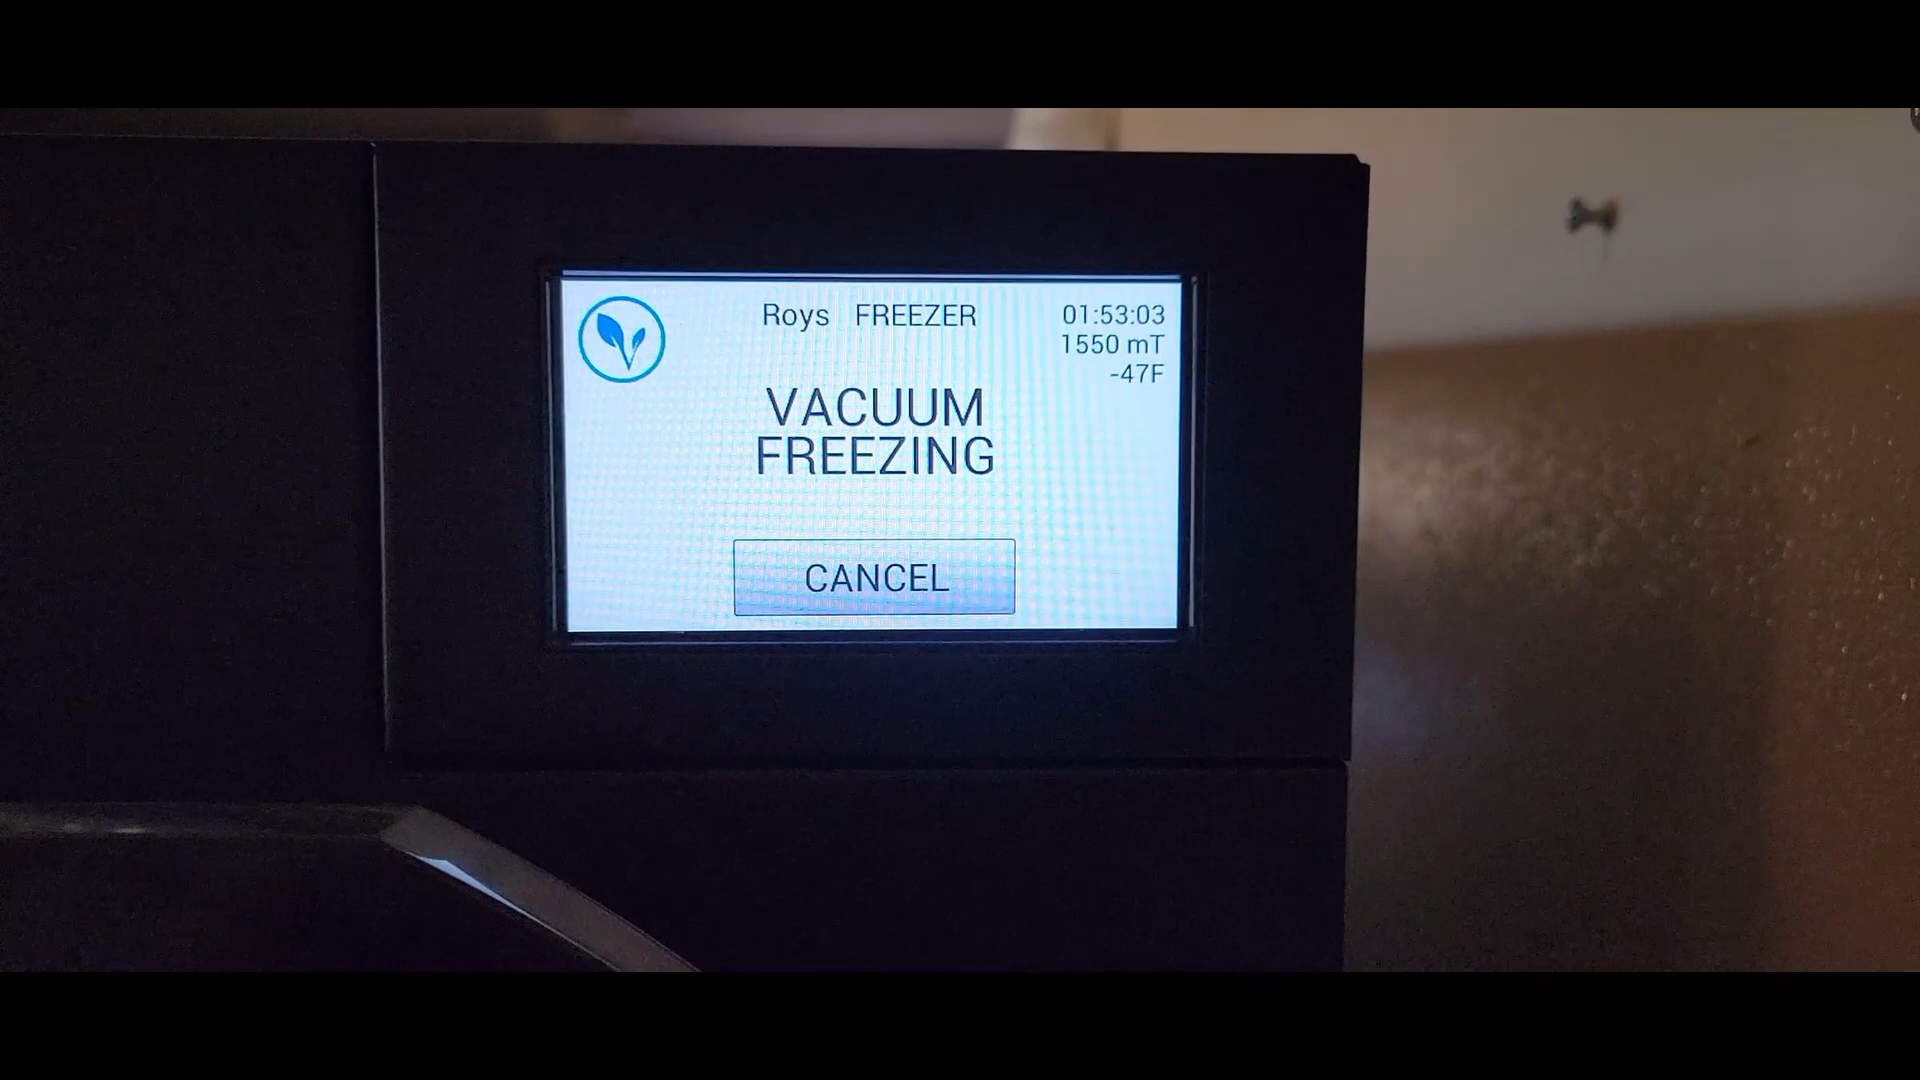 Roys FREEZER
01:53:03
1550 mT
-47F
VACUUM
FREEZING
CANCEL